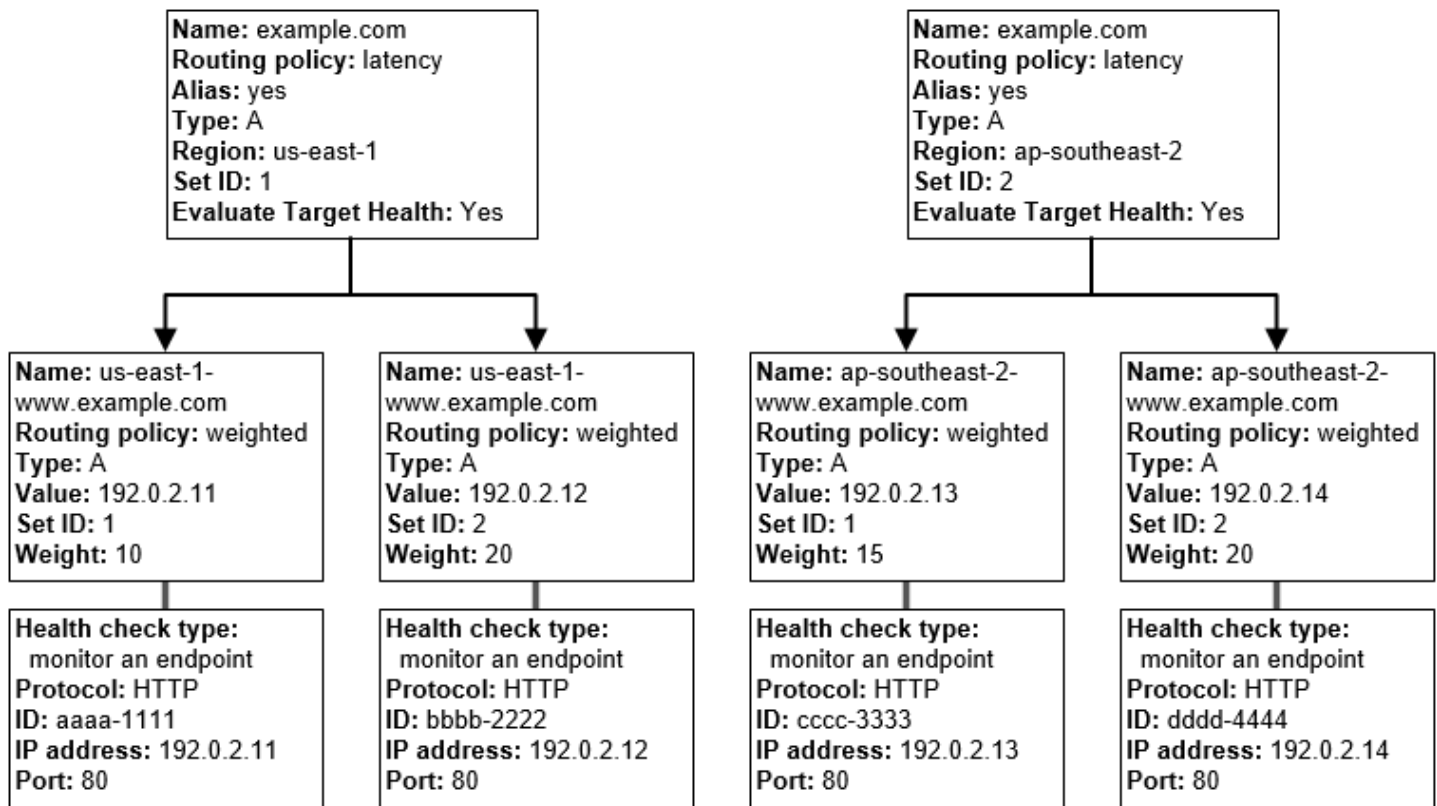 Name: example.com
Routing policy: latency
Alias: yes
Type: A
Region: us-east-1
Set ID: 1
Evaluate Target Health: Yes
Name: example.com
Routing policy: latency
Alias: yes
Type: A
Region: ap-southeast-2
Set ID: 2
Evaluate Target Health: Yes
Name: us-east-1-
www.example.com
Routing policy: weighted
Type: A
Value: 192.0.2.11
Set ID: 1
Weight: 10
Name: us-east-1-
www.example.com
Routing policy: weighted
Type: A
Value: 192.0.2.12
Set ID: 2
Weight: 20
Name: ap-southeast-2-
www.example.com
Routing policy: weighted
Type: A
Value: 192.0.2.13
Set ID: 1
Weight: 15
Name: ap-southeast-2-
www.example.com
Routing policy: weighted
Type: A
Value: 192.0.2.14
Set ID: 2
Weight: 20
Health check type:
monitor an endpoint
Protocol: HTTP
ID: aaaa-1111
IP address: 192.0.2.11
Port: 80
Health check type:
monitor an endpoint
Protocol: HTTP
ID: bbbb-2222
IP address: 192.0.2.12
Port: 80
Health check type:
monitor an endpoint
Protocol: HTTP
ID: cccc-3333
IP address: 192.0.2.13
Port: 80
Health check type:
monitor an endpoint
Protocol: HTTP
ID: dddd-4444
IP address: 192.0.2.14
Port: 80